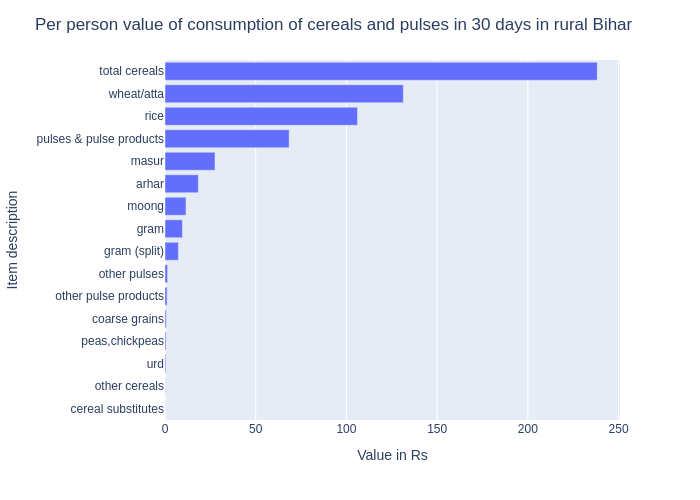 Per person value of consumption of cereals and pulses in 30 days in rural Bihar
total cereals
wheat/atta
rice
pulses & pulse products
masur
arhar
moong
gram
gram (split)
other pulses
other pulse products
coarse grains
peas,chickpeas
urd
other cereals
cereal substitutes
Item description
0 50 100 150 200 250
Value in Rs